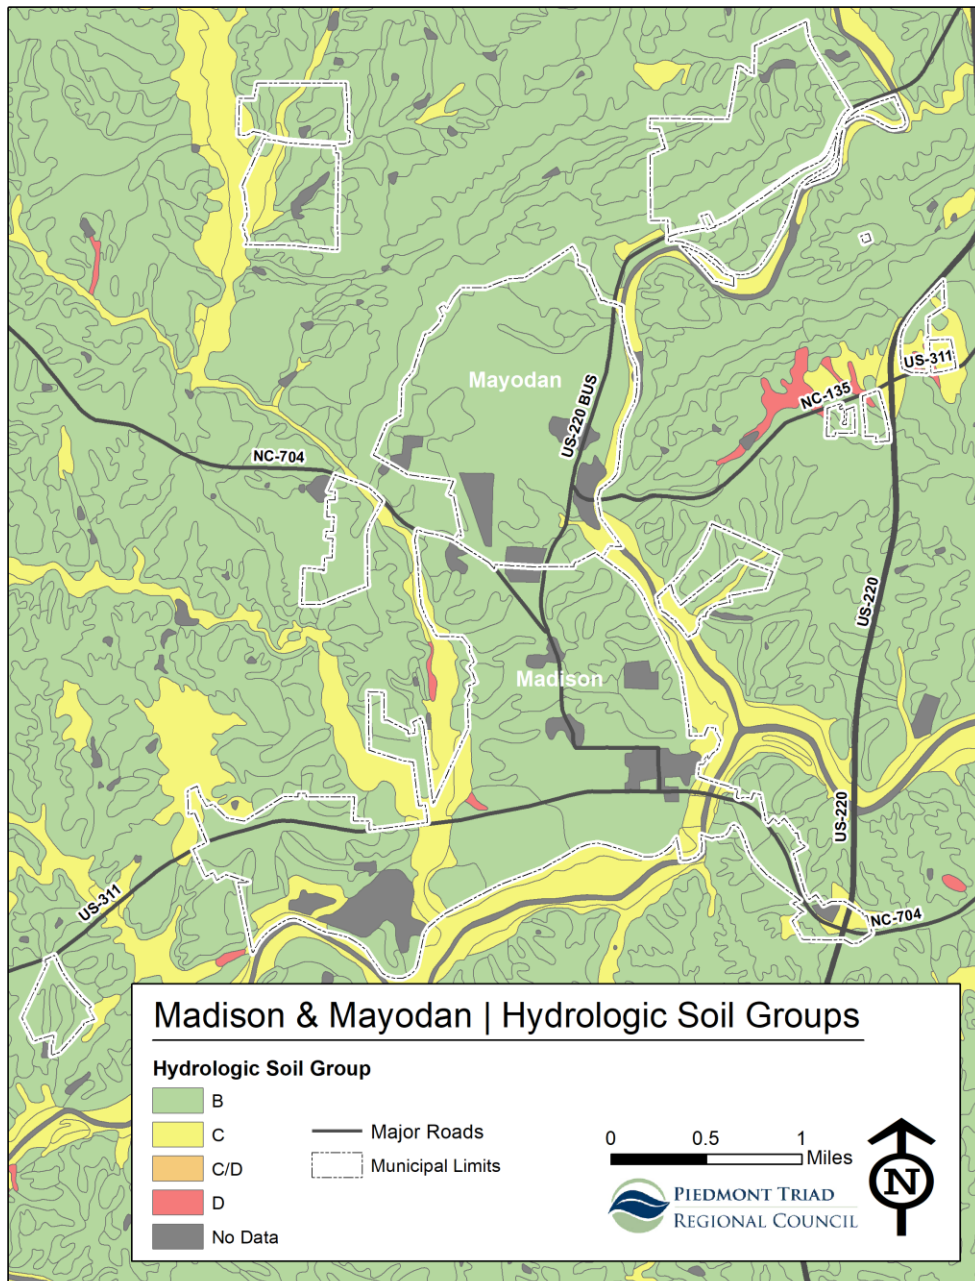 Mayodan
US-220 BUS
US-311
NC-135
NC-704
US-220
Madison
US-220
US-311
NC-704
Madison & Mayodan | Hydrologic Soil Groups
Hydrologic Soil Group
B
C
C/D
D
No Data
Major Roads
Municipal Limits
0 0.5 1
Miles
PIEDMONT TRIAD
REGIONAL COUNCIL
N